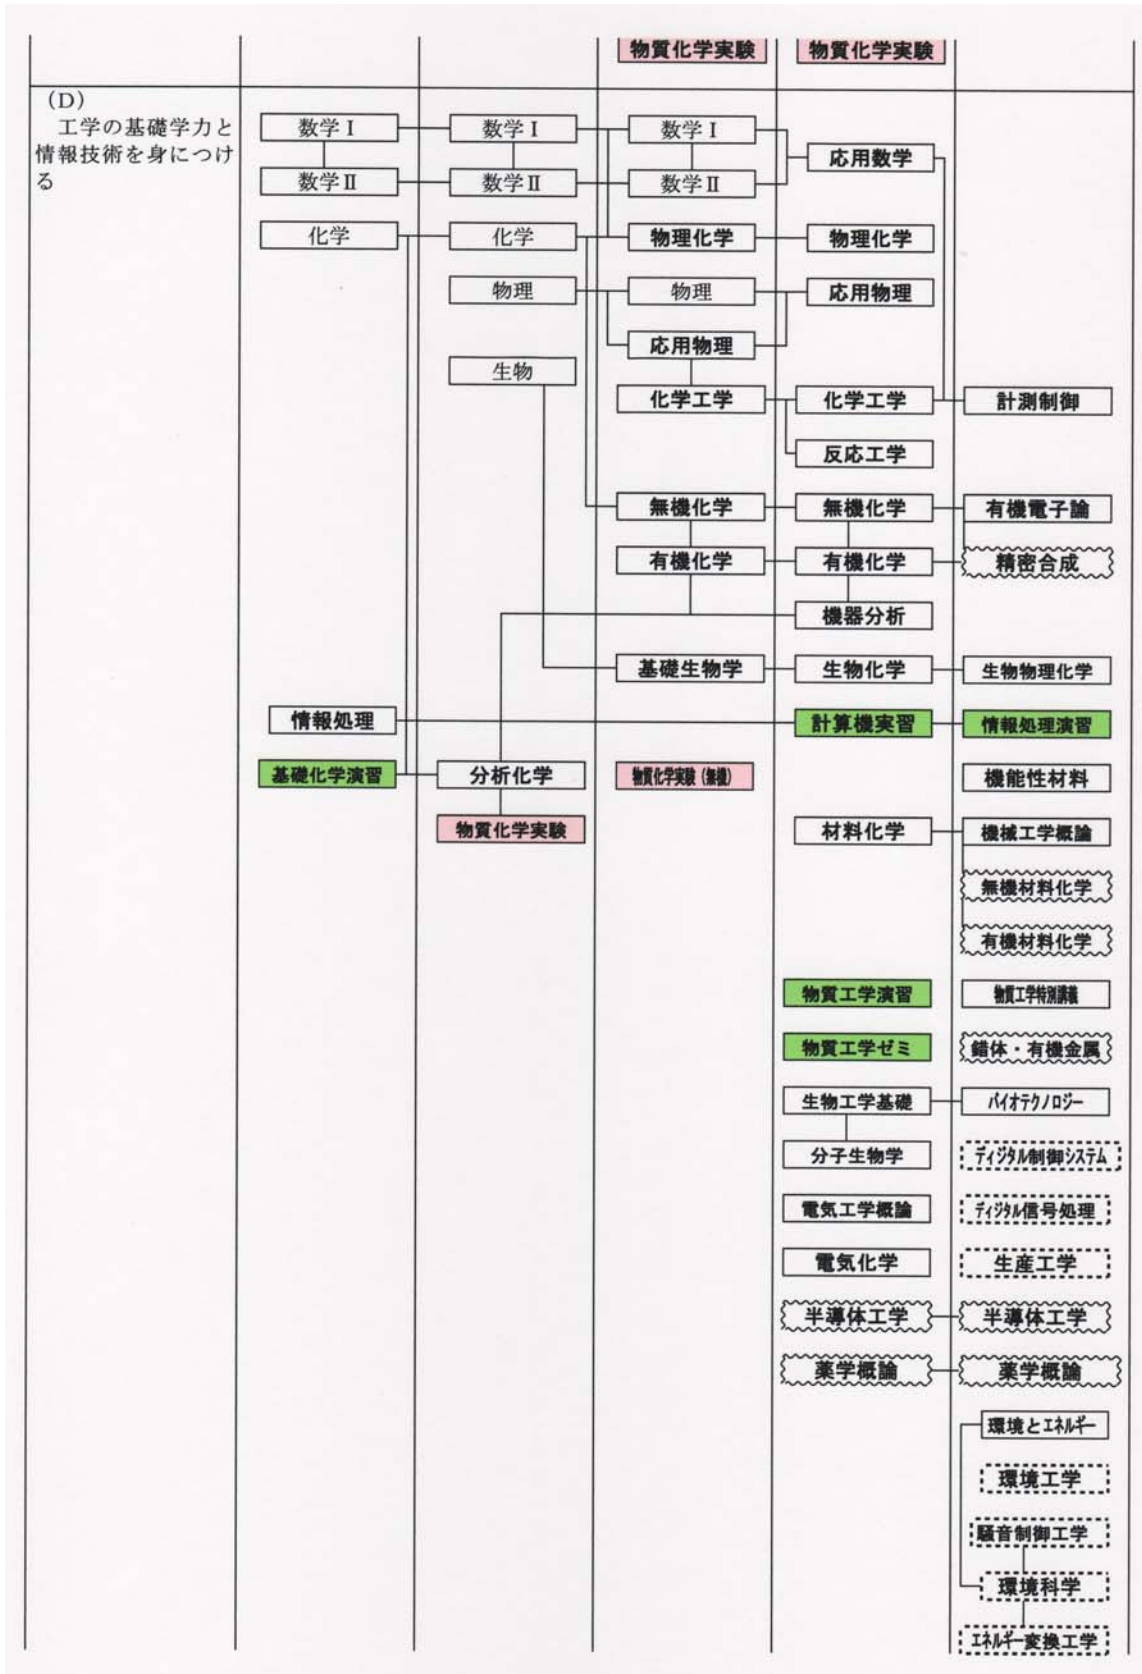 物質化学実験 物質化学実験
(D)
工学の基礎学力と
情報技術を身につけ
る
数学Ⅰ 数学Ⅰ 数学Ⅰ
応用数学
数学Ⅱ 数学Ⅱ 数学Ⅱ
化学 化学 物理化学 物理化学
物理 物理 応用物理
応用物理
生物
化学工学 化学工学 計測制御
反応工学
無機化学 無機化学 有機電子論
有機化学 有機化学 精密合成
機器分析
基礎生物学 生物化学 生物物理化学
情報処理 計算機実習 情報処理演習
基礎化学演習 分析化学 物質化学実験(無機) 機能性材料
物質化学実験 材料化学 機械工学概論
無機材料化学
有機材料化学
物質工学演習 物質工学特別講義
物質工学ゼミ 錯体・有機金属
生物工学基礎 バイオテクノロジー
分子生物学 ディジタル制御システム
電気工学概論 ディジタル信号処理
電気化学 生産工学
半導体工学 半導体工学
薬学概論 薬学概論
環境とエネルギー
環境工学
騒音制御工学
環境科学
エネルギー変換工学